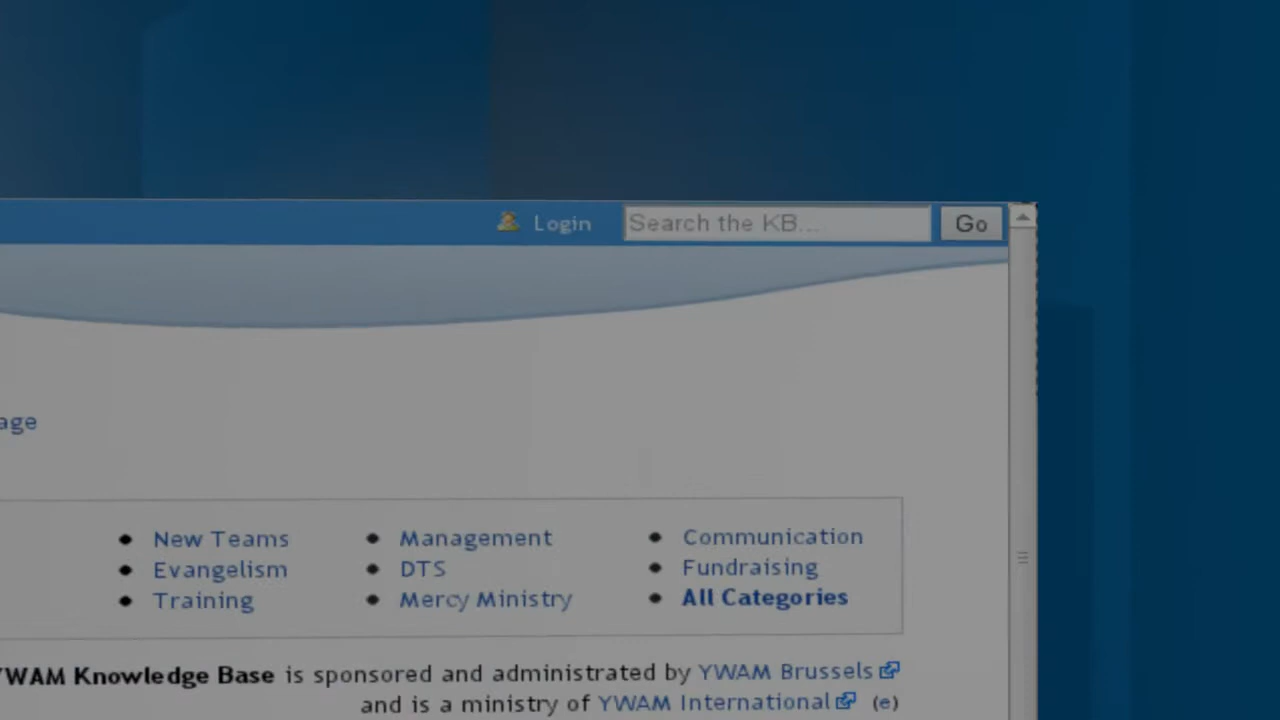 Login Search the KB... Go
age
New Teams Management Communication
Evangelism DTS Fundraising
Training Mercy Ministry All Categories
YWAM Knowledge Base is sponsored and administrated by YWAM Brussels
and is a ministry of YWAM International (e)